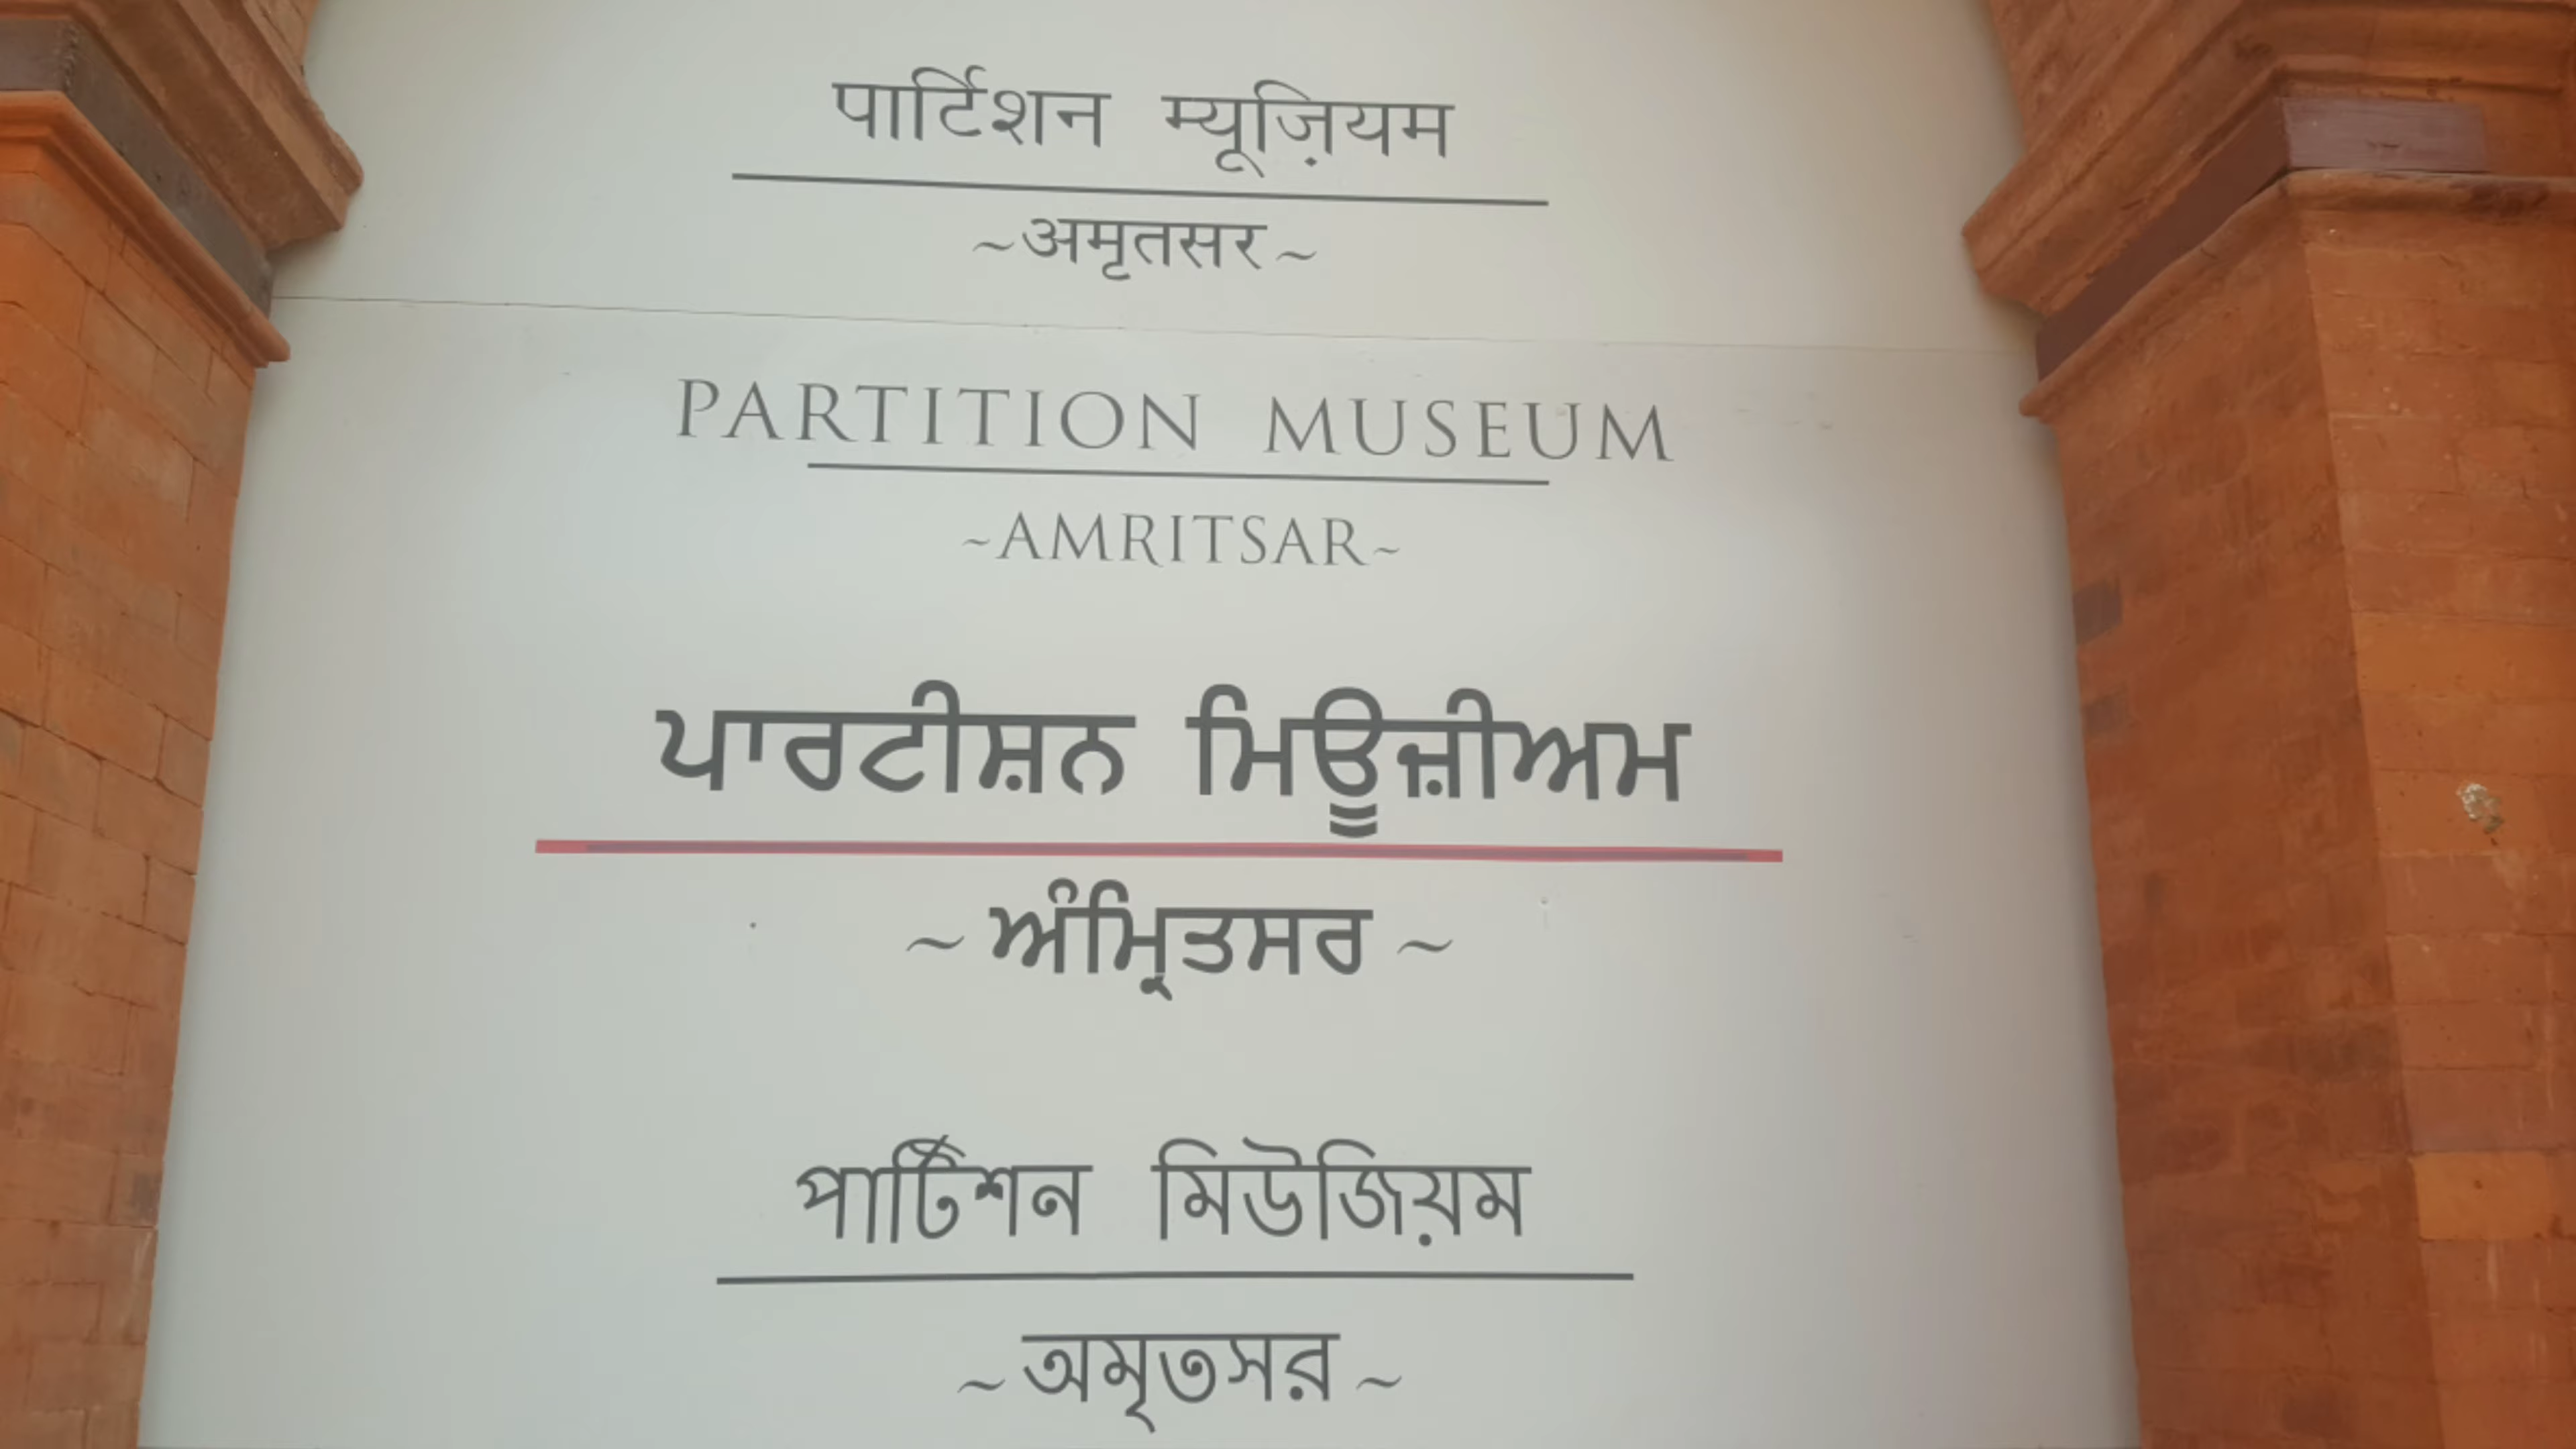 पार्टिशन म्यूज़ियम
~अमृतसर~
PARTITION MUSEUM
~AMRITSAR~
ਪਾਰਟੀਸ਼ਨ ਮਿਊਜ਼ੀਅਮ
~ ਅੰਮ੍ਰਿਤਸਰ ~
পার্টিশন মিউজিয়ম
~অমৃতসর~